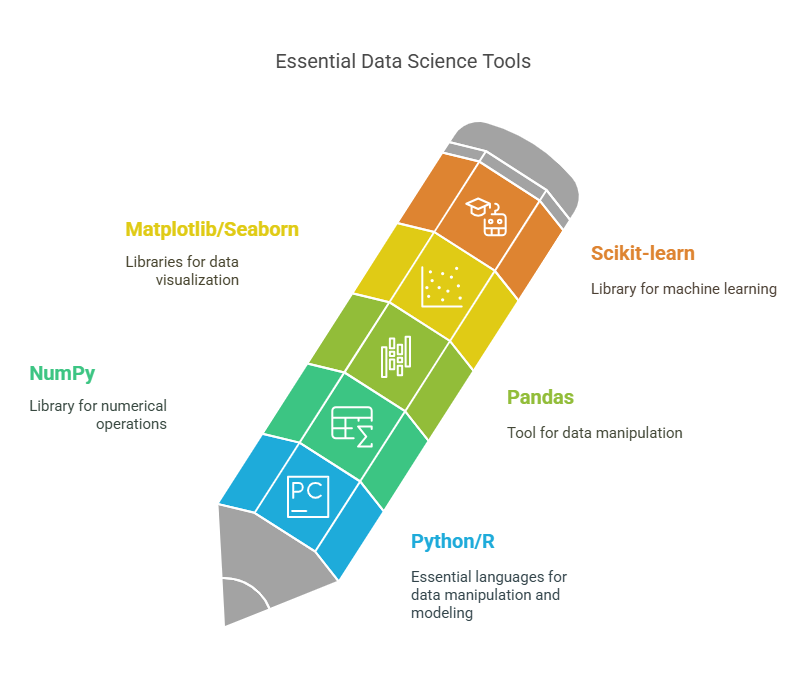 Essential Data Science Tools
Matplotlib/Seaborn
Libraries for data
visualization
Scikit-learn
Library for machine learning
NumPy
Library for numerical
operations
Pandas
Tool for data manipulation
PC
Python/R
Essential languages for
data manipulation and
modeling